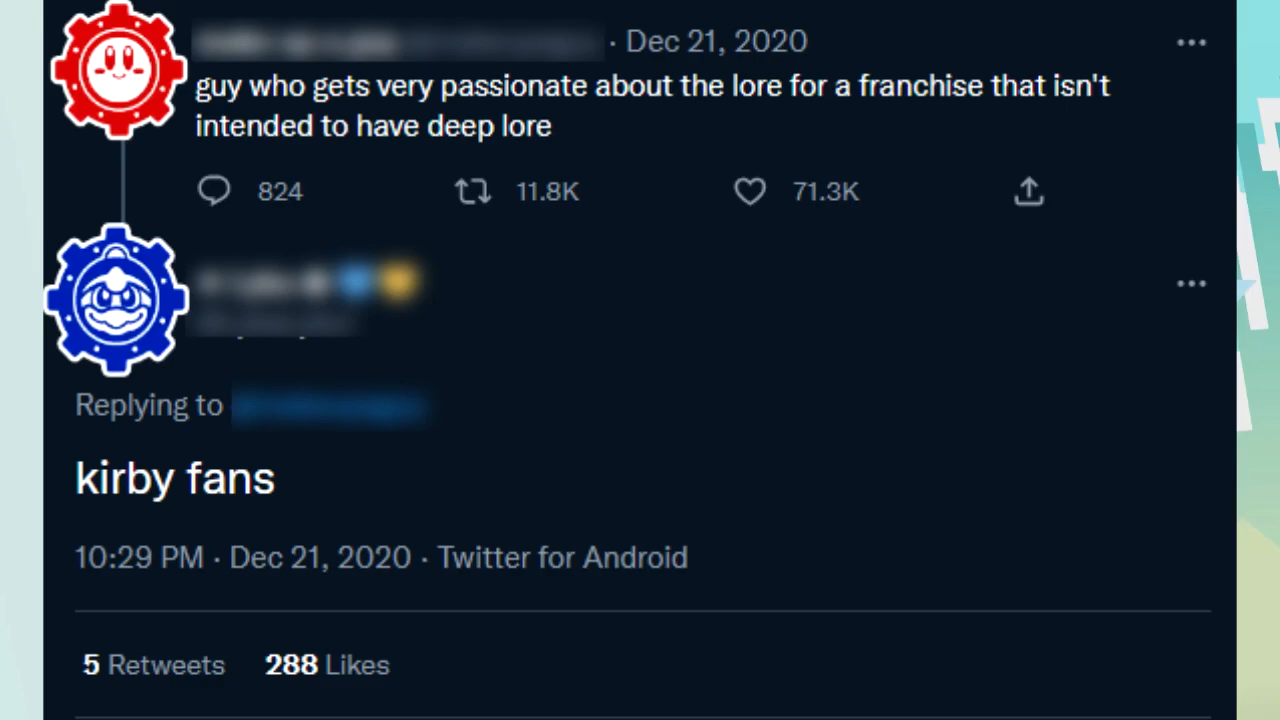 · Dec 21, 2020
guy who gets very passionate about the lore for a franchise that isn't
intended to have deep lore
824 11.8K 71.3K
Replying to
kirby fans
10:29 PM · Dec 21, 2020 · Twitter for Android
5 Retweets 288 Likes